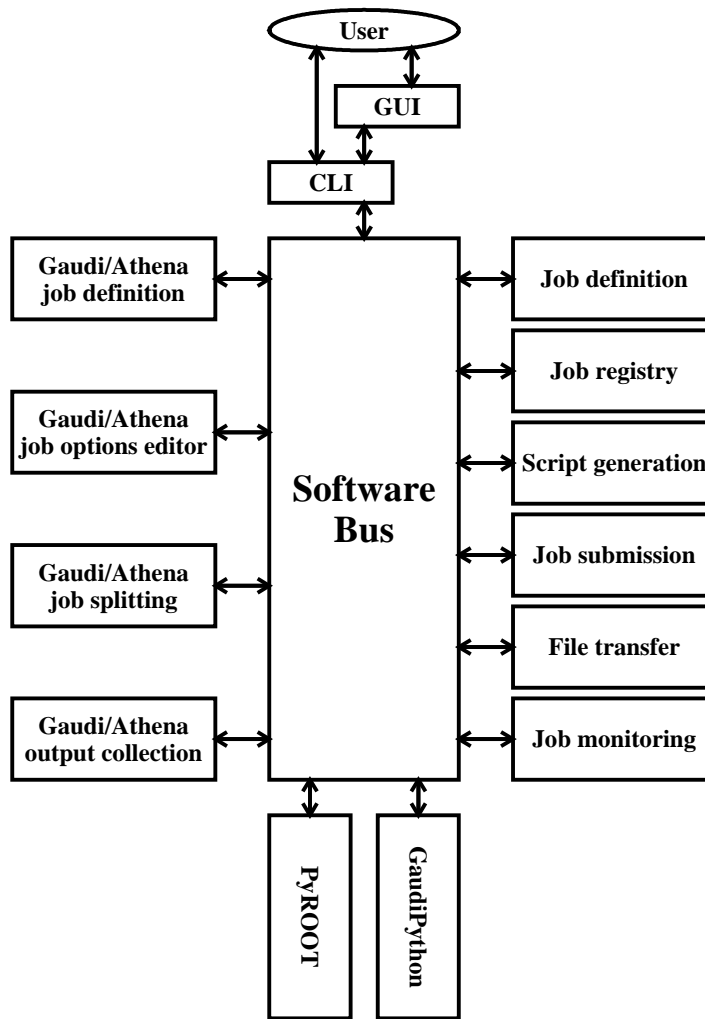 User
GUI
CLI
Gaudi/Athena
job definition
Gaudi/Athena
job options editor
Gaudi/Athena
job splitting
Gaudi/Athena
output collection
Software
Bus
Job definition
Job registry
Script generation
Job submission
File transfer
Job monitoring
PyROOT
GaudiPython